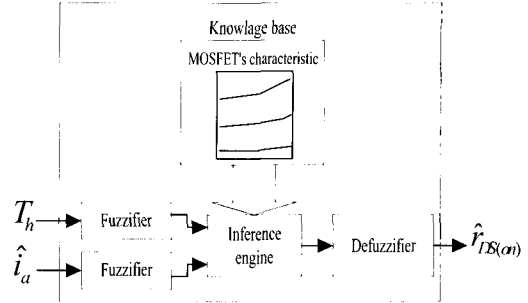 Knowlage base
MOSFET's characteristic
T_h
Fuzzifier
Inference
engine
Defuzzifier
r̂_DS(on)
î_a
Fuzzifier